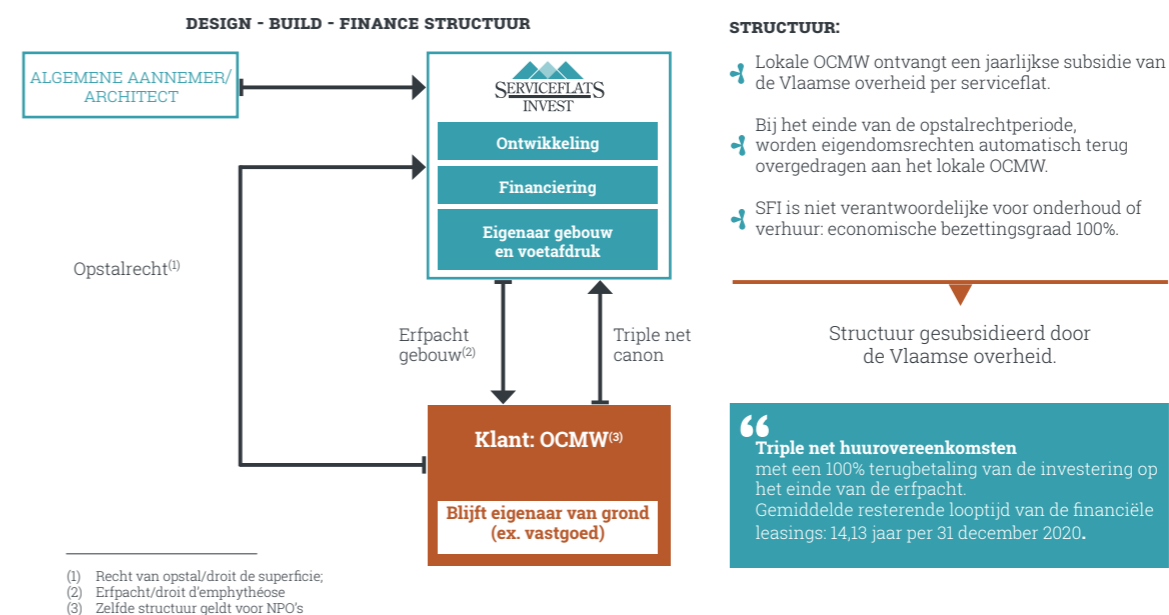 DESIGN - BUILD - FINANCE STRUCTUUR
ALGEMENE AANNEMER/
ARCHITECT
SERVICEFLATS
INVEST
Ontwikkeling
Financiering
Eigenaar gebouw
en voetafdruk
Opstalrecht(1)
Erfpacht
gebouw(2)
Triple net
canon
Klant: OCMW(3)
Blijft eigenaar van grond
(ex. vastgoed)
(1) Recht van opstal/droit de superficie;
(2) Erfpacht/droit d'emphythéose
(3) Zelfde structuur geldt voor NPO's
STRUCTUUR:
Lokale OCMW ontvangt een jaarlijkse subsidie van
de Vlaamse overheid per serviceflat.
Bij het einde van de opstalrechtperiode,
worden eigendomsrechten automatisch terug
overgedragen aan het lokale OCMW.
SFI is niet verantwoordelijke voor onderhoud of
verhuur: economische bezettingsgraad 100%.
Structuur gesubsidieerd door
de Vlaamse overheid.
“
Triple net huurovereenkomsten
met een 100% terugbetaling van de investering op
het einde van de erfpacht.
Gemiddelde resterende looptijd van de financiële
leasings: 14,13 jaar per 31 december 2020.